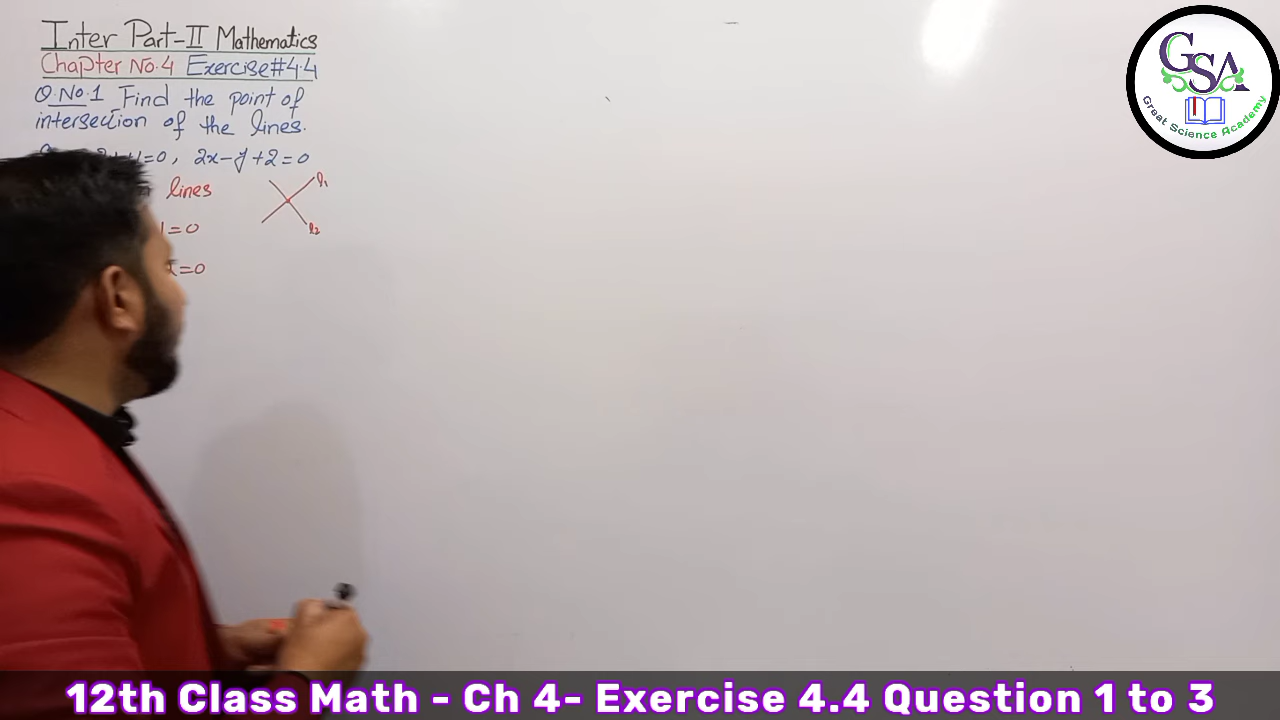 Inter Part-II Mathematics
Chapter No.4 Exercise#4.4
Q.No.1 Find the point of
intersection of the lines.
=0, 2x-y+2=0
lines
l₁
1=0
l₂
2=0
GSA
Great Science Academy
12th Class Math - Ch 4- Exercise 4.4 Question 1 to 3